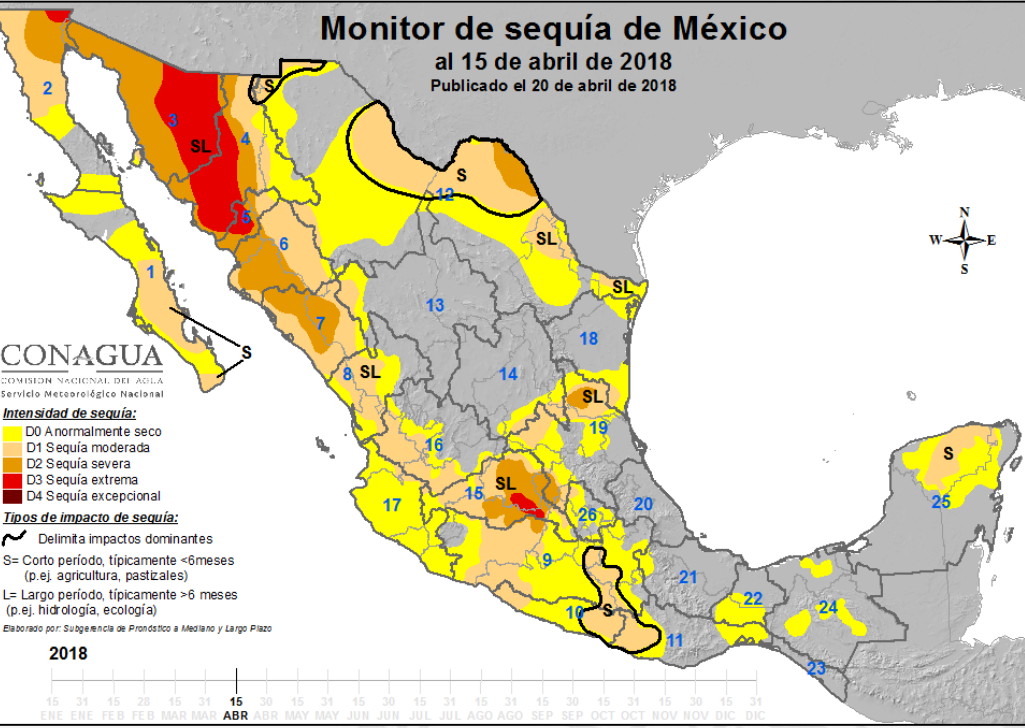 Monitor de sequía de México
al 15 de abril de 2018
Publicado el 20 de abril de 2018
2
3
SL
4
S
5
6
S
12
SL
SL
1
S
7
8
SL
13
14
18
SL
19
16
15
SL
17
9
26
20
21
10
S
11
22
24
23
S
25
N
W
E
S
CONAGUA
COMISIÓN NACIONAL DEL AGUA
Servicio Meteorológico Nacional
Intensidad de sequía:
D0 Anormalmente seco
D1 Sequía moderada
D2 Sequía severa
D3 Sequía extrema
D4 Sequía excepcional
Tipos de impacto de sequía:
Delimita impactos dominantes
S= Corto período, típicamente <6meses
(p.ej. agricultura, pastizales)
L= Largo período, típicamente >6 meses
(p.ej. hidrología, ecología)
Elaborado por: Subgerencia de Pronóstico a Mediano y Largo Plazo
2018
15 31 15 28 15 31 15 30 15 31 15 30 15 31 15 31 15 30 15 31 15 30 15 31
ENE ENE FEB FEB MAR MAR ABR ABR MAY MAY JUN JUN JUL JUL AGO AGO SEP SEP OCT OCT NOV NOV DIC DIC